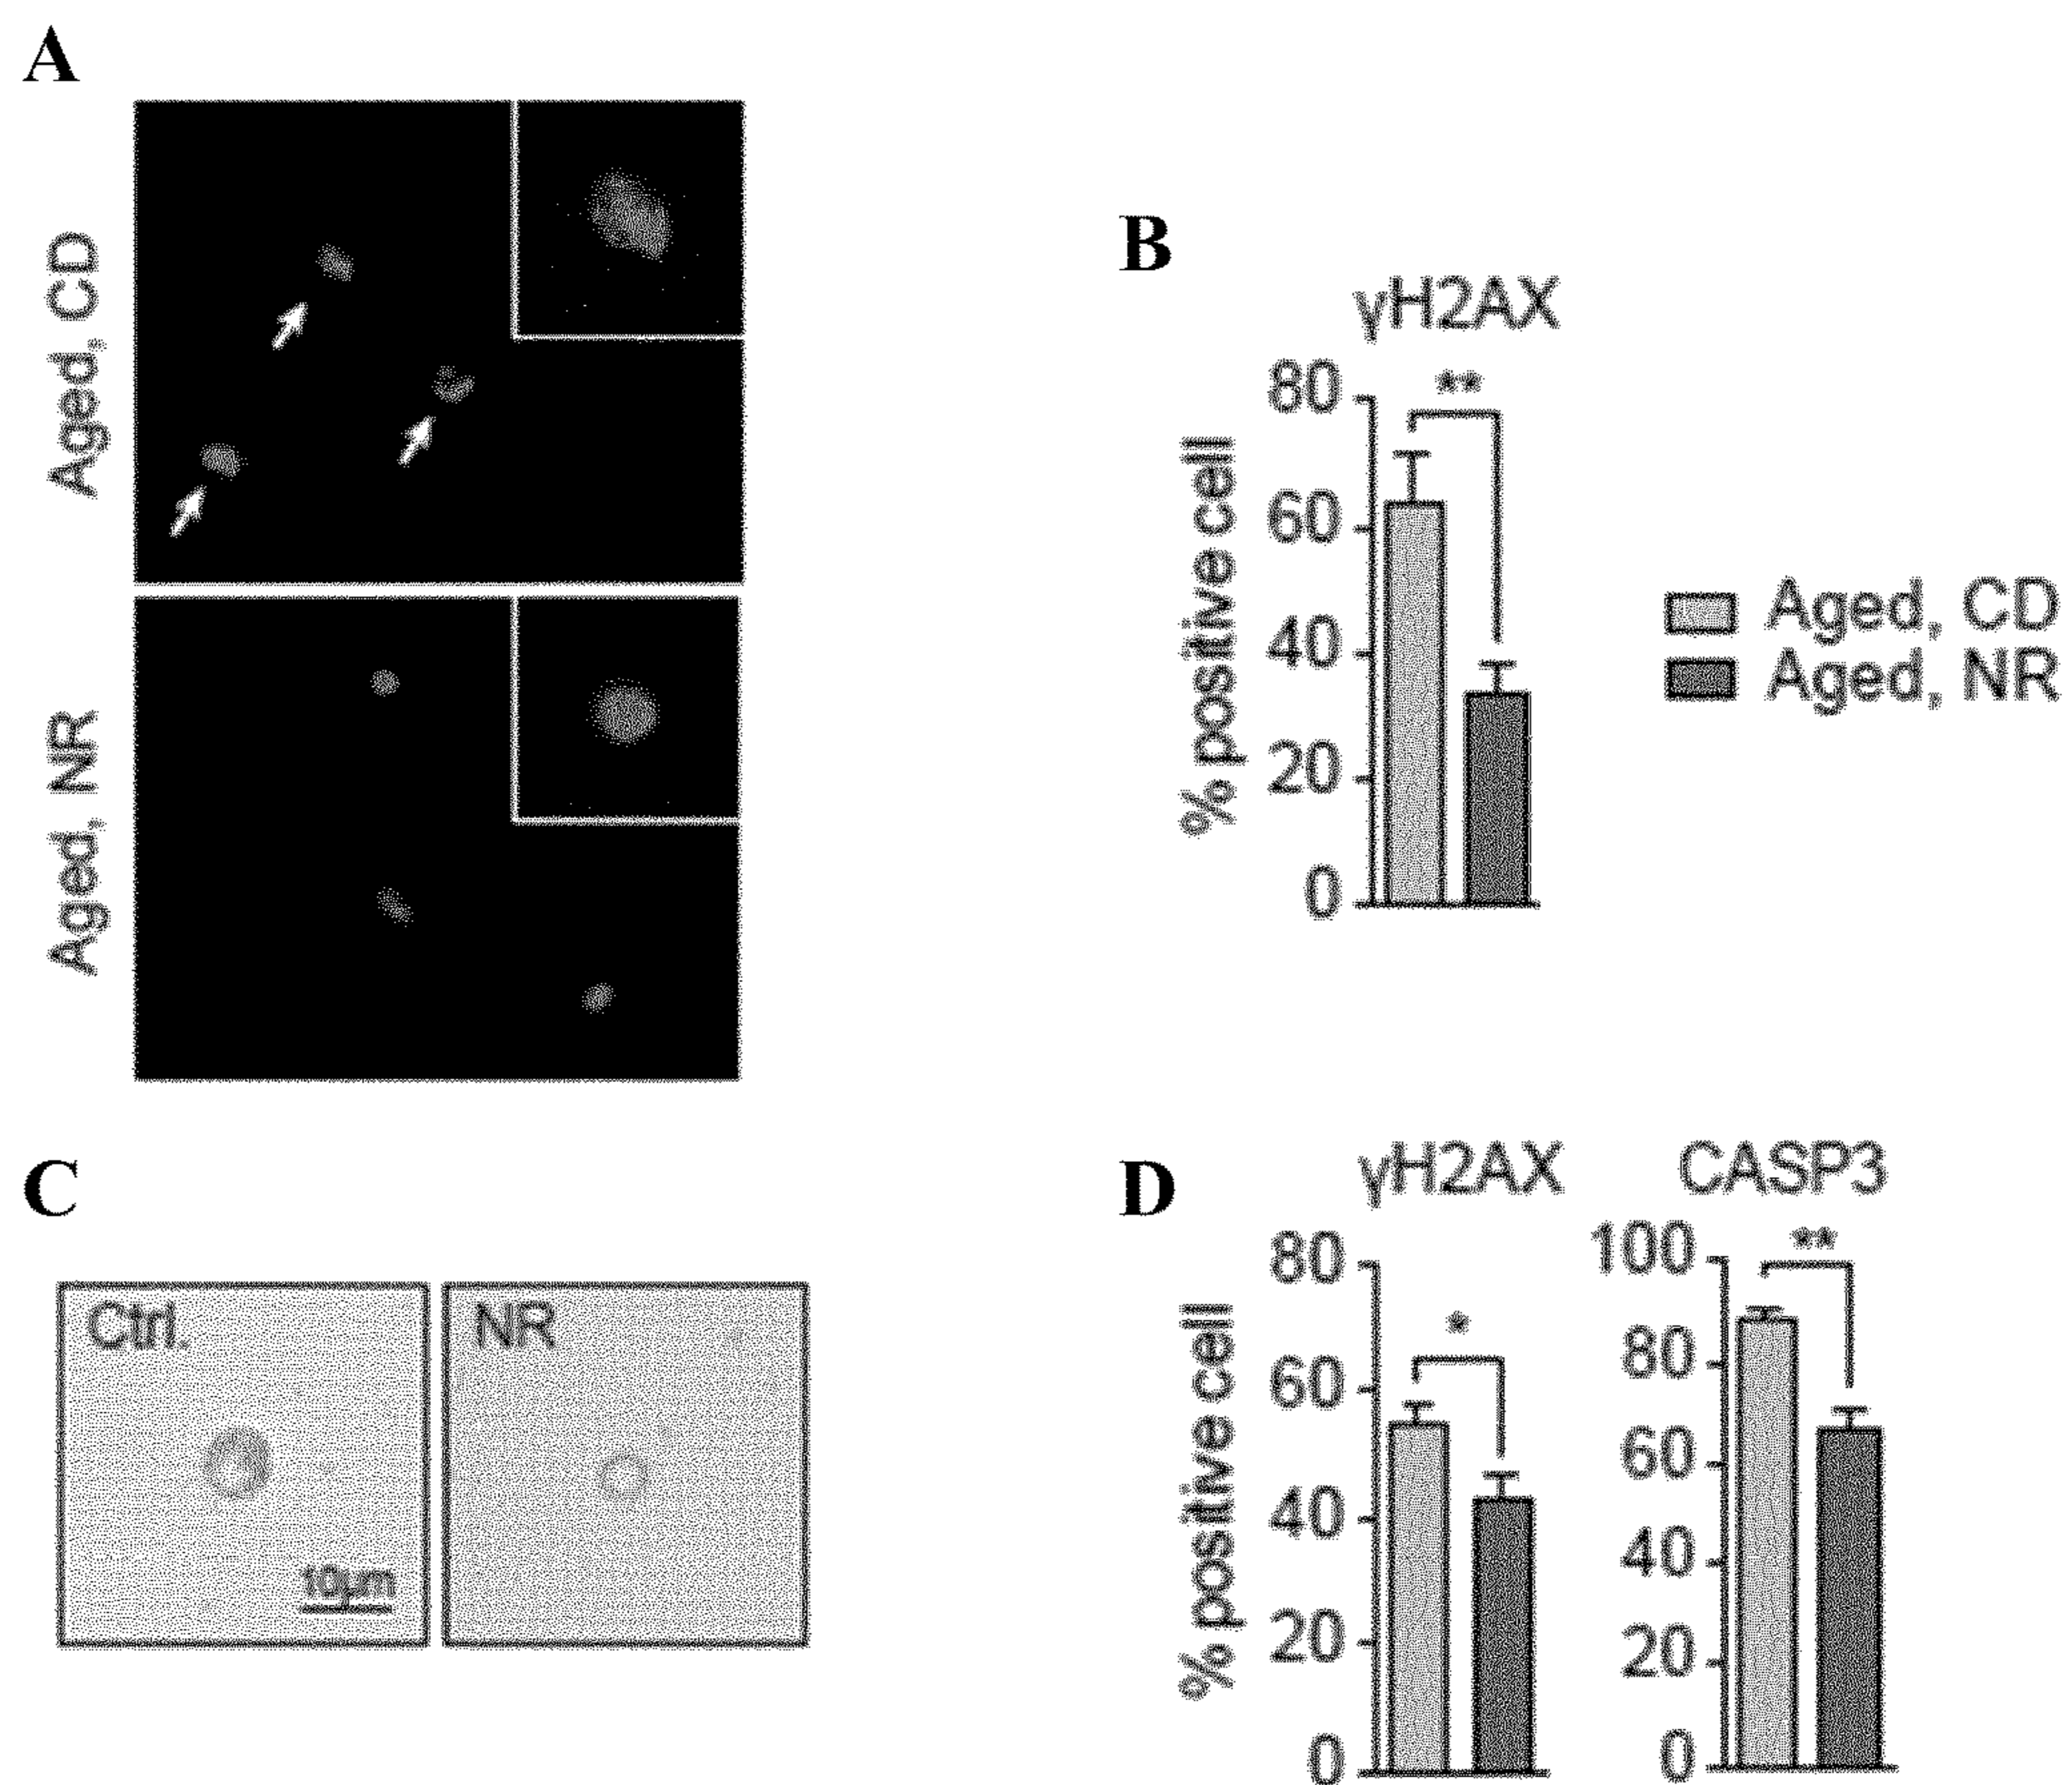 A
Aged, CD
Aged, NR
B
γH2AX
**
80
60
40
20
0
% positive cell
Aged, CD
Aged, NR
C
Ctrl.
10µm
NR
D
γH2AX
*
80
60
40
20
0
% positive cell
CASP3
**
100
80
60
40
20
0